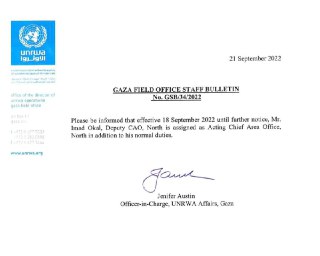 unrwa
الأونروا
21 September 2022
GAZA FIELD OFFICE STAFF BULLETIN
No. GSB/34/2022
office of the director of
unrwa operations
gaza field office
Please be informed that effective 18 September 2022 until further notice, Mr.
Imad Okal, Deputy CAO, North is assigned as Acting Chief Area Office,
North in addition to his normal duties.
www.unrwa.org
Jenifer Austin
Officer-in-Charge, UNRWA Affairs, Gaza